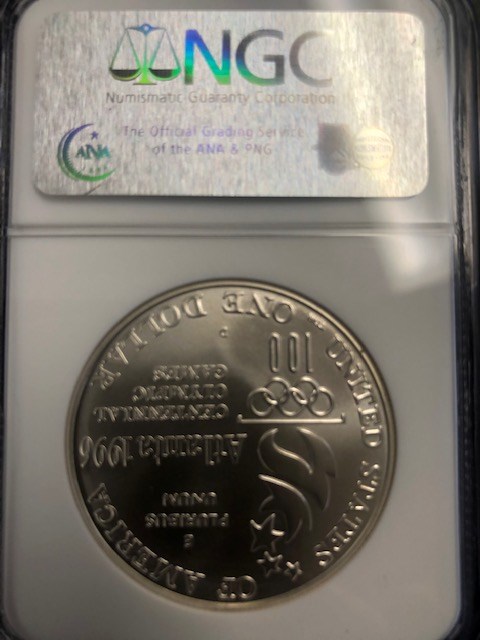 NGC
Numismatic Guaranty Corporation
The Official Grading Service
of the ANA & PNG
ANA
UNITED STATES OF AMERICA
ONE DOLLAR
E
PLURIBUS
UNUM
Atlanta 1996
CENTENNIAL
OLYMPIC
GAMES
100
D